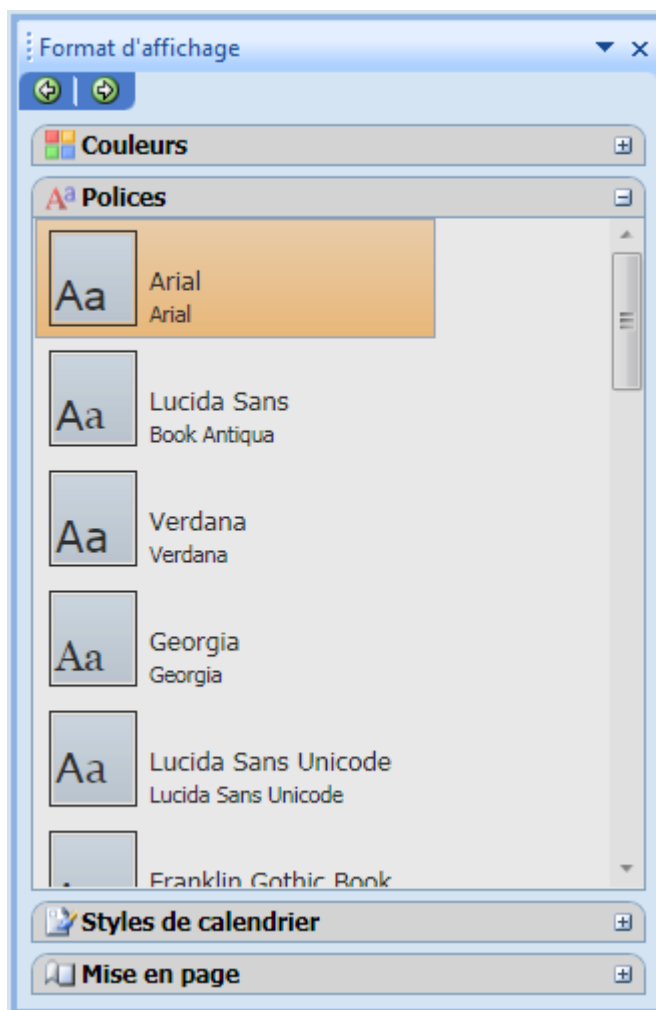 Format d'affichage
Couleurs
Aa Polices
Aa
Arial
Arial
Aa
Lucida Sans
Book Antiqua
Aa
Verdana
Verdana
Aa
Georgia
Georgia
Aa
Lucida Sans Unicode
Lucida Sans Unicode
Franklin Gothic Book
Styles de calendrier
Mise en page